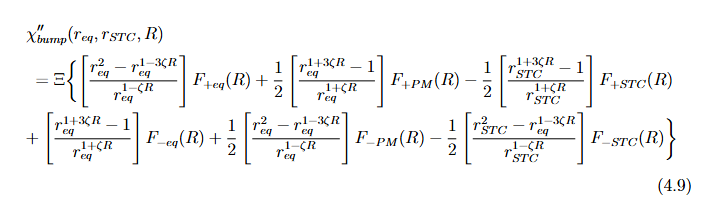 χ''_{bump}(r_{eq}, r_{STC}, R)
= Ξ{ [ (r_{eq}^{2} − r_{eq}^{1−3ζR}) / r_{eq}^{1−ζR} ] F_{+eq}(R) + 1/2 [ (r_{eq}^{1+3ζR} − 1) / r_{eq}^{1+ζR} ] F_{+PM}(R) − 1/2 [ (r_{STC}^{1+3ζR} − 1) / r_{STC}^{1+ζR} ] F_{+STC}(R)
+ [ (r_{eq}^{1+3ζR} − 1) / r_{eq}^{1+ζR} ] F_{−eq}(R) + 1/2 [ (r_{eq}^{2} − r_{eq}^{1−3ζR}) / r_{eq}^{1−ζR} ] F_{−PM}(R) − 1/2 [ (r_{STC}^{2} − r_{eq}^{1−3ζR}) / r_{STC}^{1−ζR} ] F_{−STC}(R) }
(4.9)